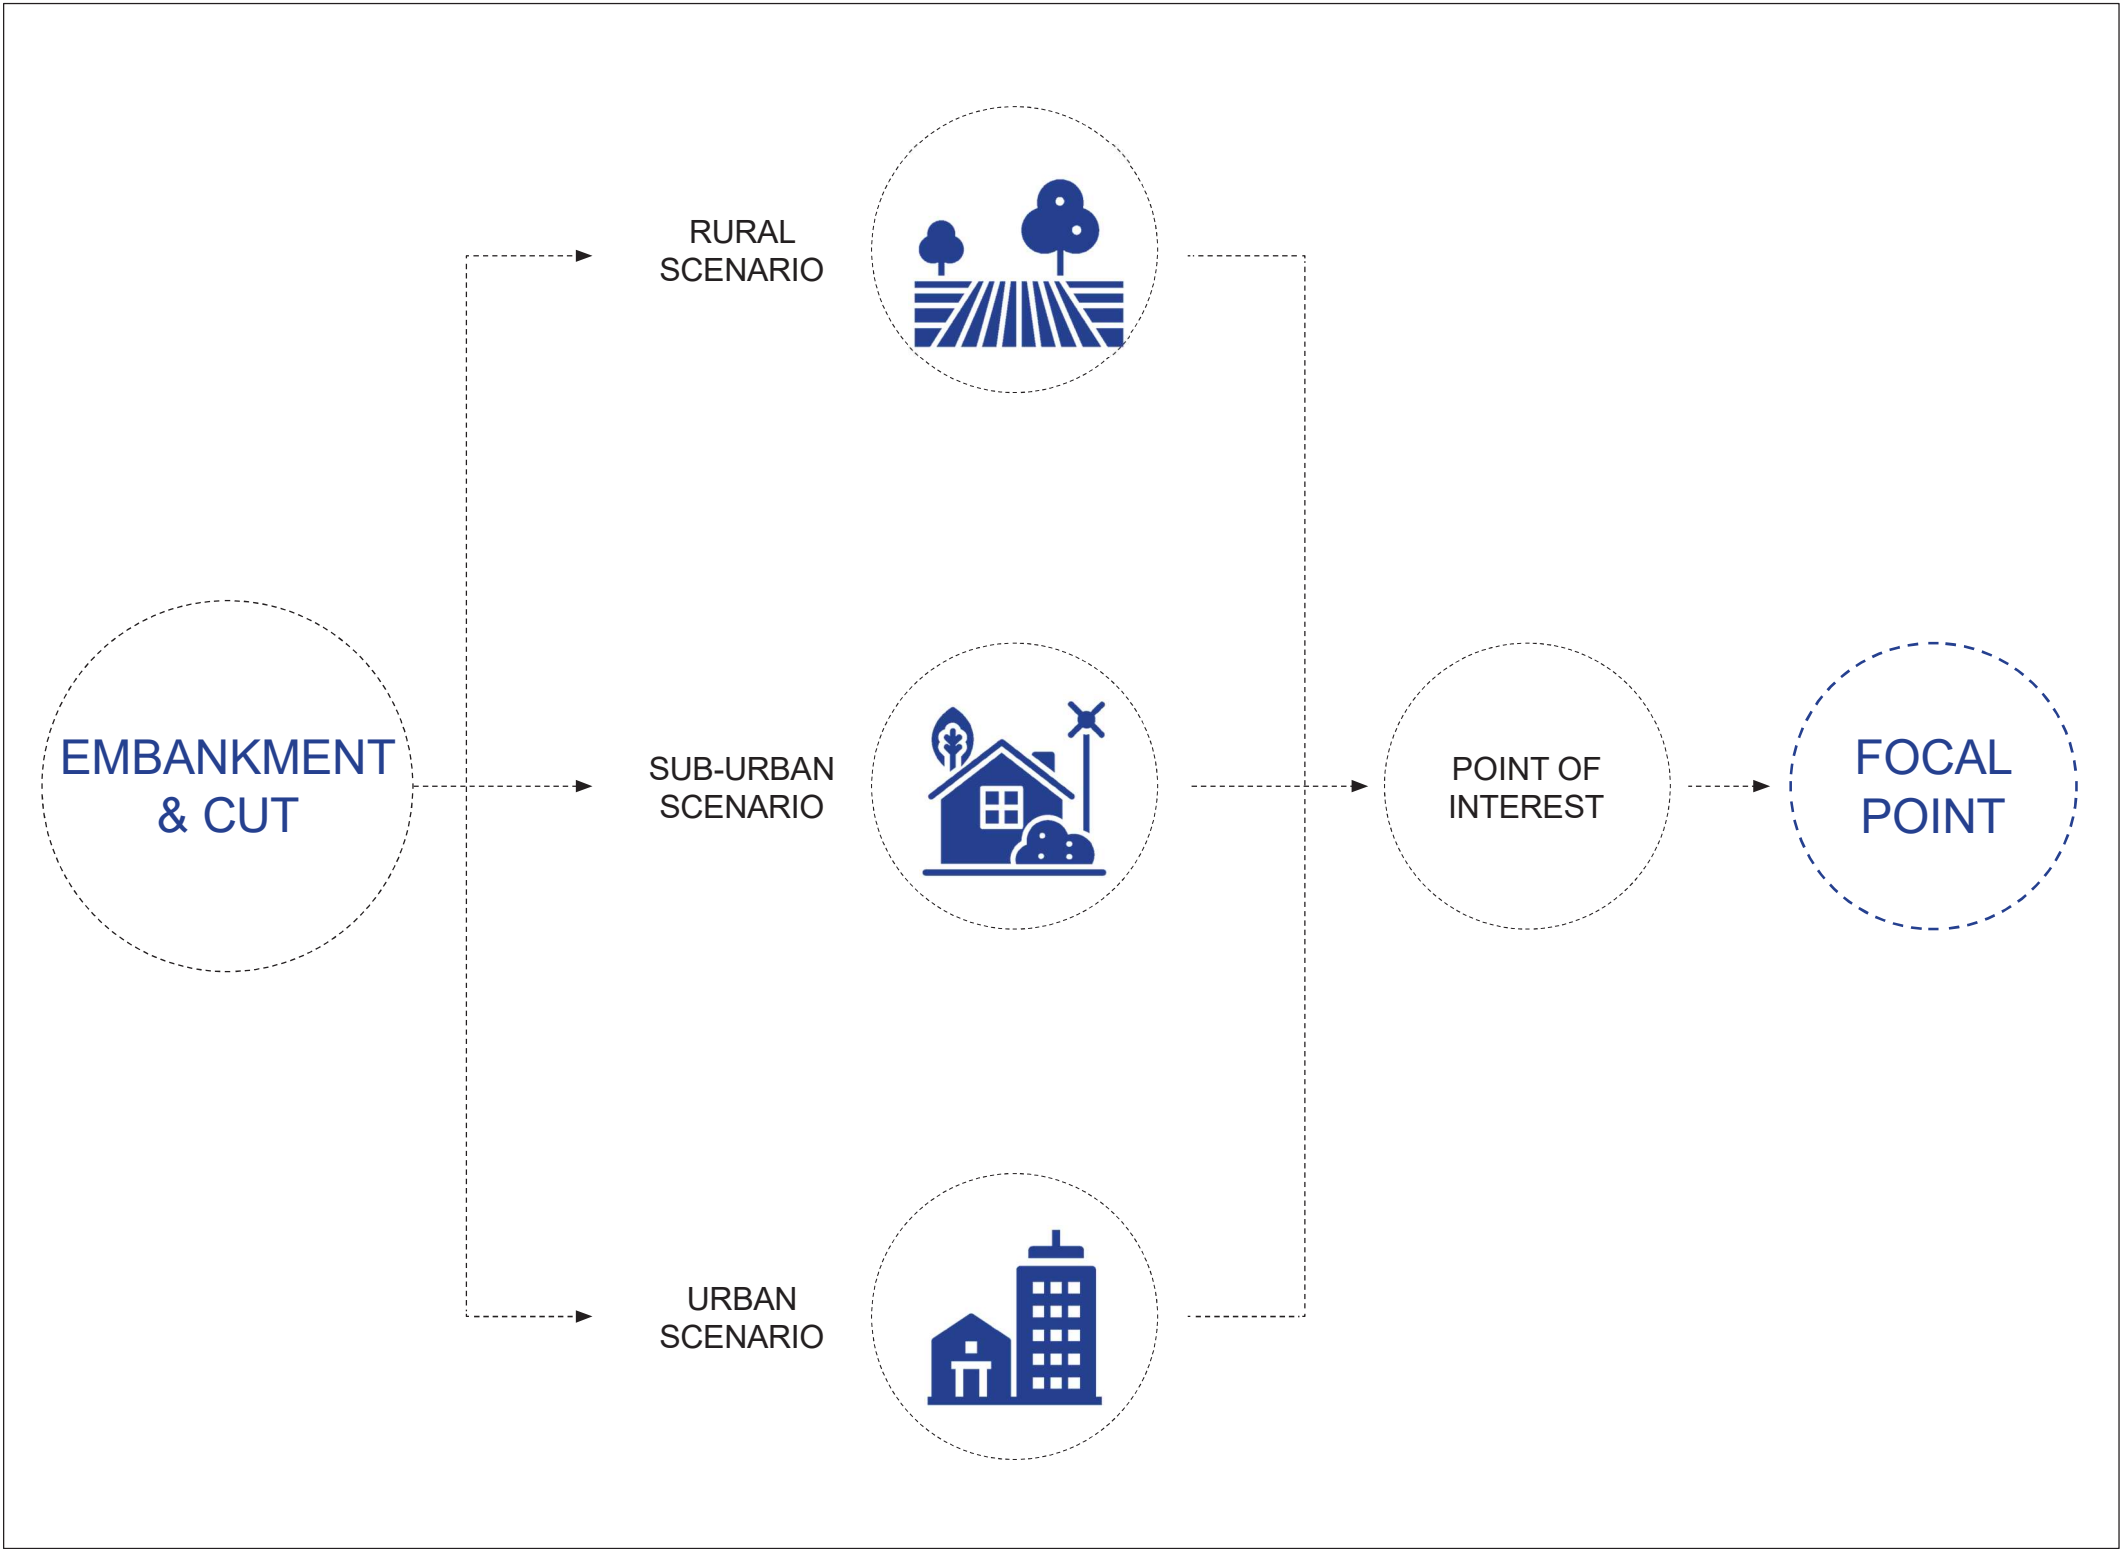 EMBANKMENT
& CUT
RURAL
SCENARIO
SUB-URBAN
SCENARIO
URBAN
SCENARIO
POINT OF
INTEREST
FOCAL
POINT